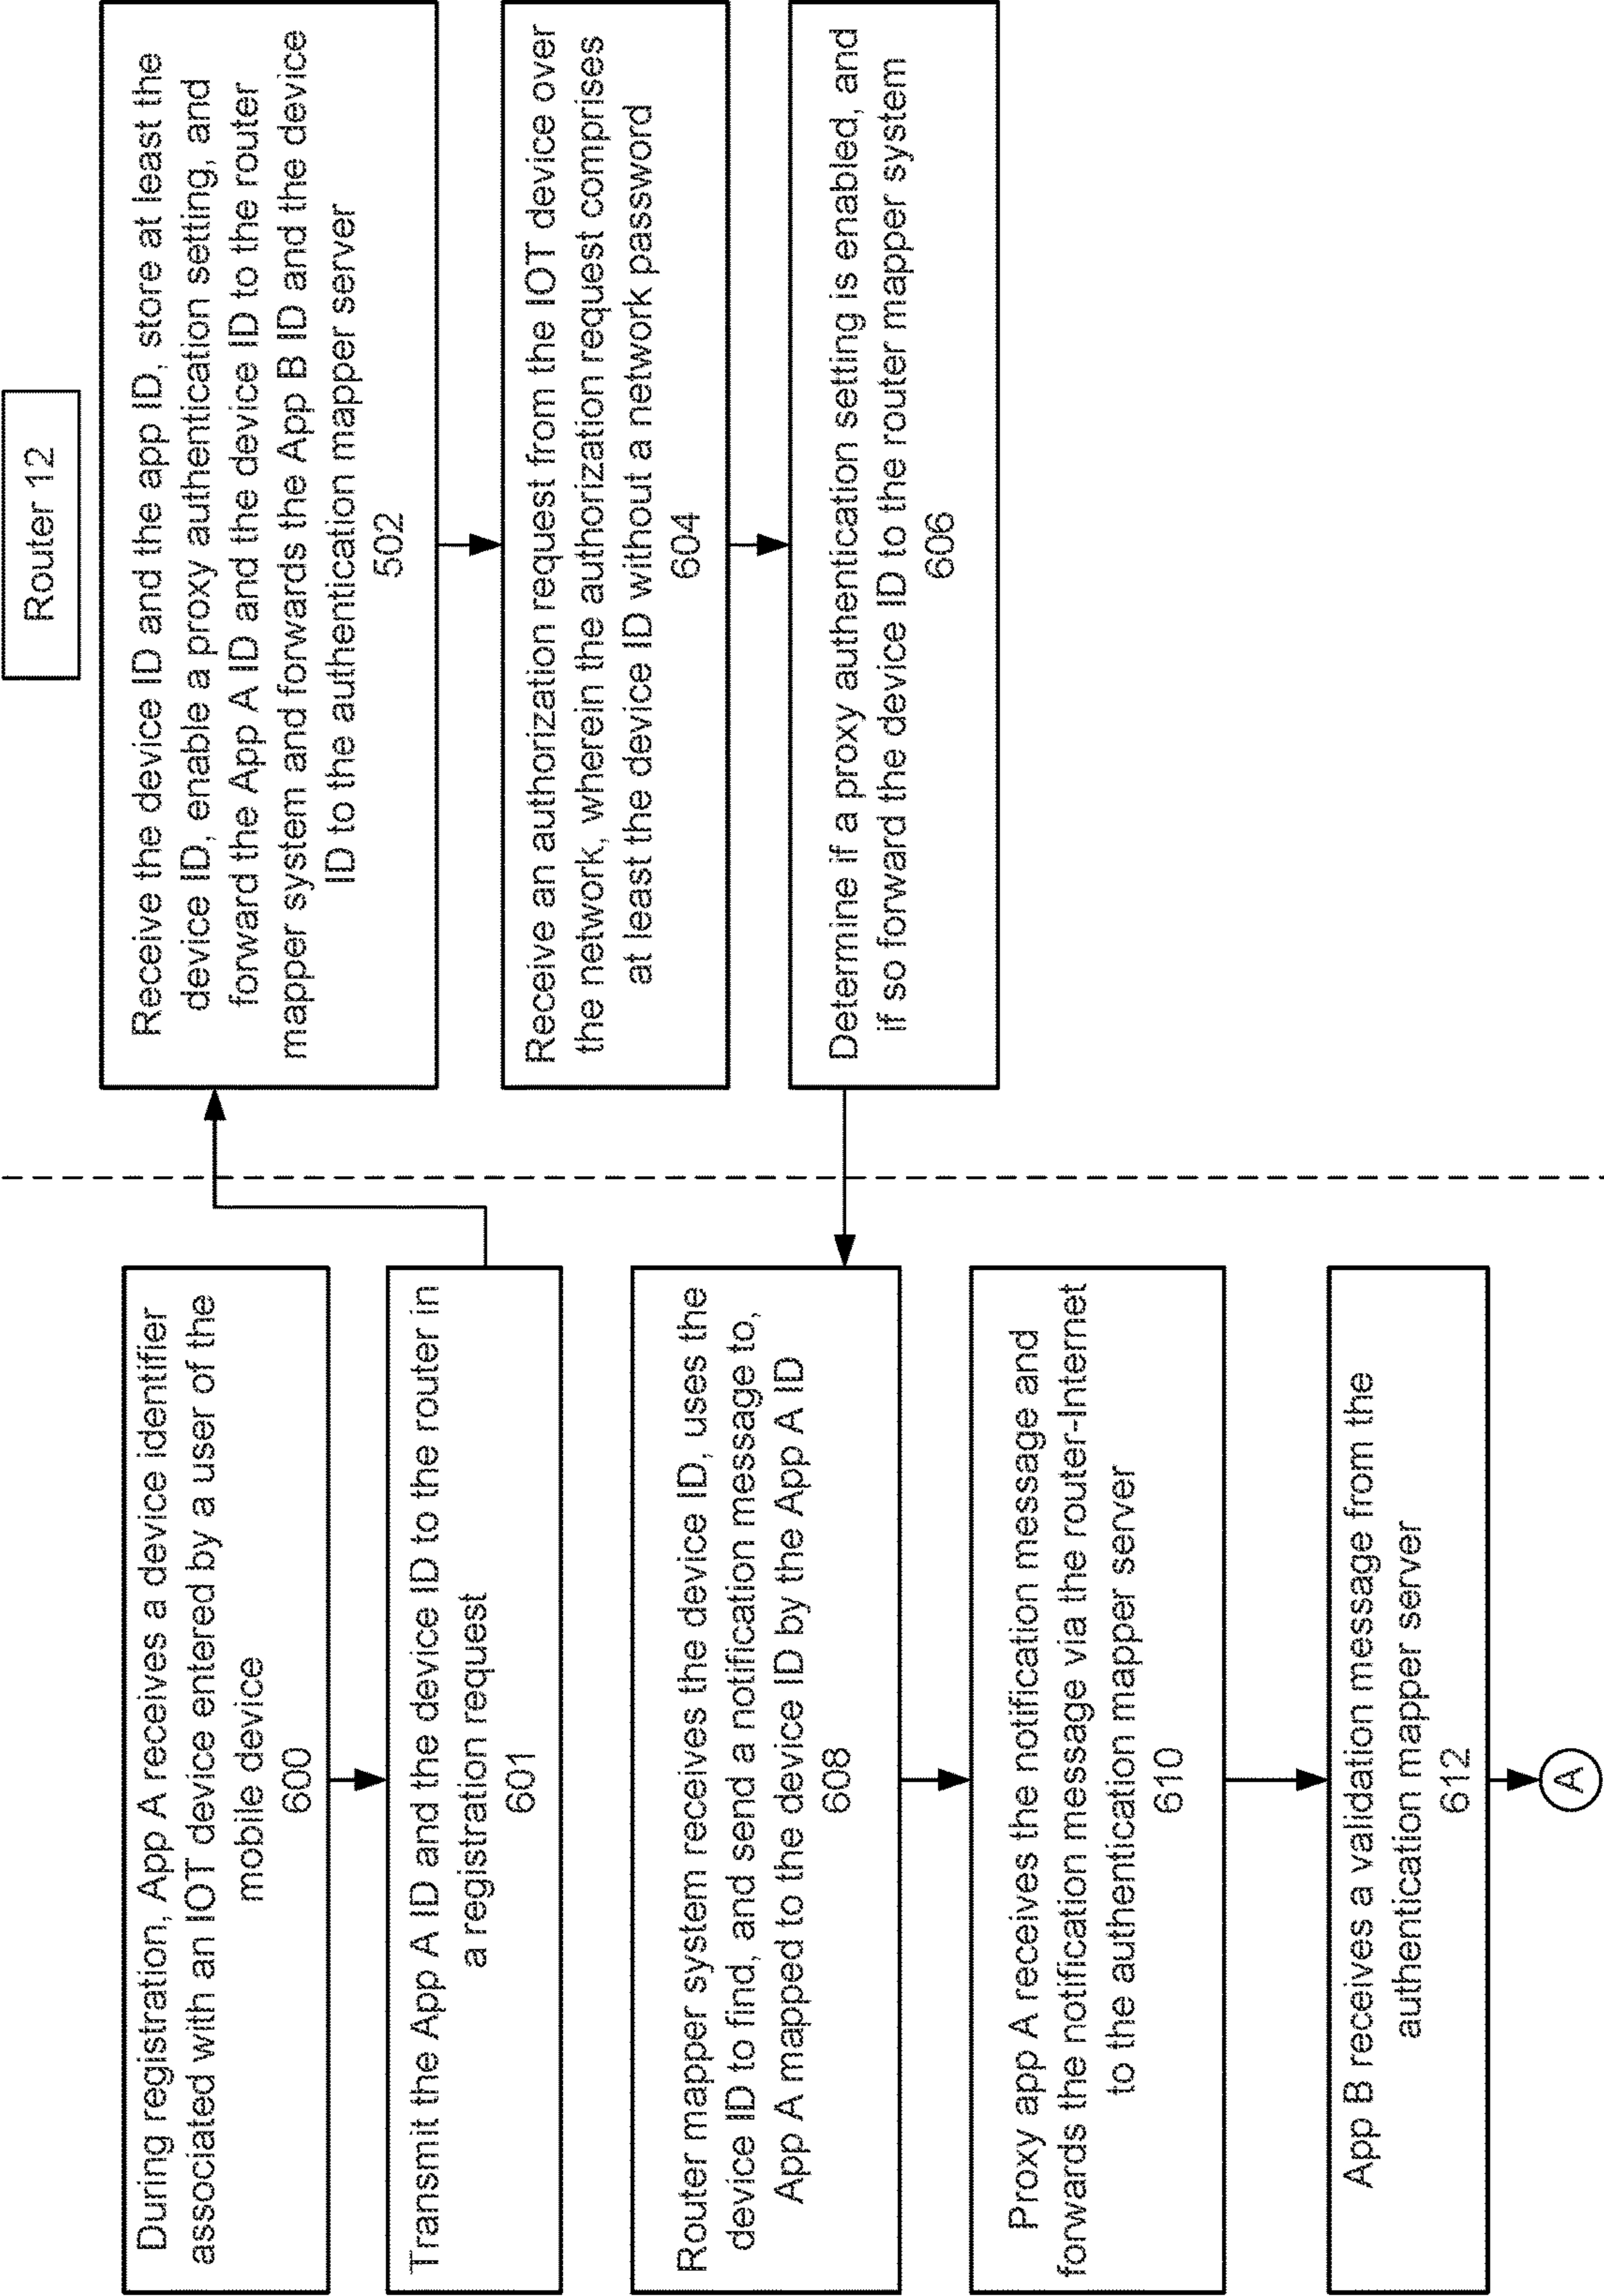 During registration, App A receives a device identifier
associated with an IOT device entered by a user of the
mobile device
600
Transmit the App A ID and the device ID to the router in
a registration request
601
Router mapper system receives the device ID, uses the
device ID to find, and send a notification message to,
App A mapped to the device ID by the App A ID
608
Proxy app A receives the notification message and
forwards the notification message via the router-Internet
to the authentication mapper server
610
App B receives a validation message from the
authentication mapper server
612
A
Router 12
Receive the device ID and the app ID, store at least the
device ID, enable a proxy authentication setting, and
forward the App A ID and the device ID to the router
mapper system and forwards the App B ID and the device
ID to the authentication mapper server
502
Receive an authorization request from the IOT device over
the network, wherein the authorization request comprises
at least the device ID without a network password
604
Determine if a proxy authentication setting is enabled, and
if so forward the device ID to the router mapper system
606